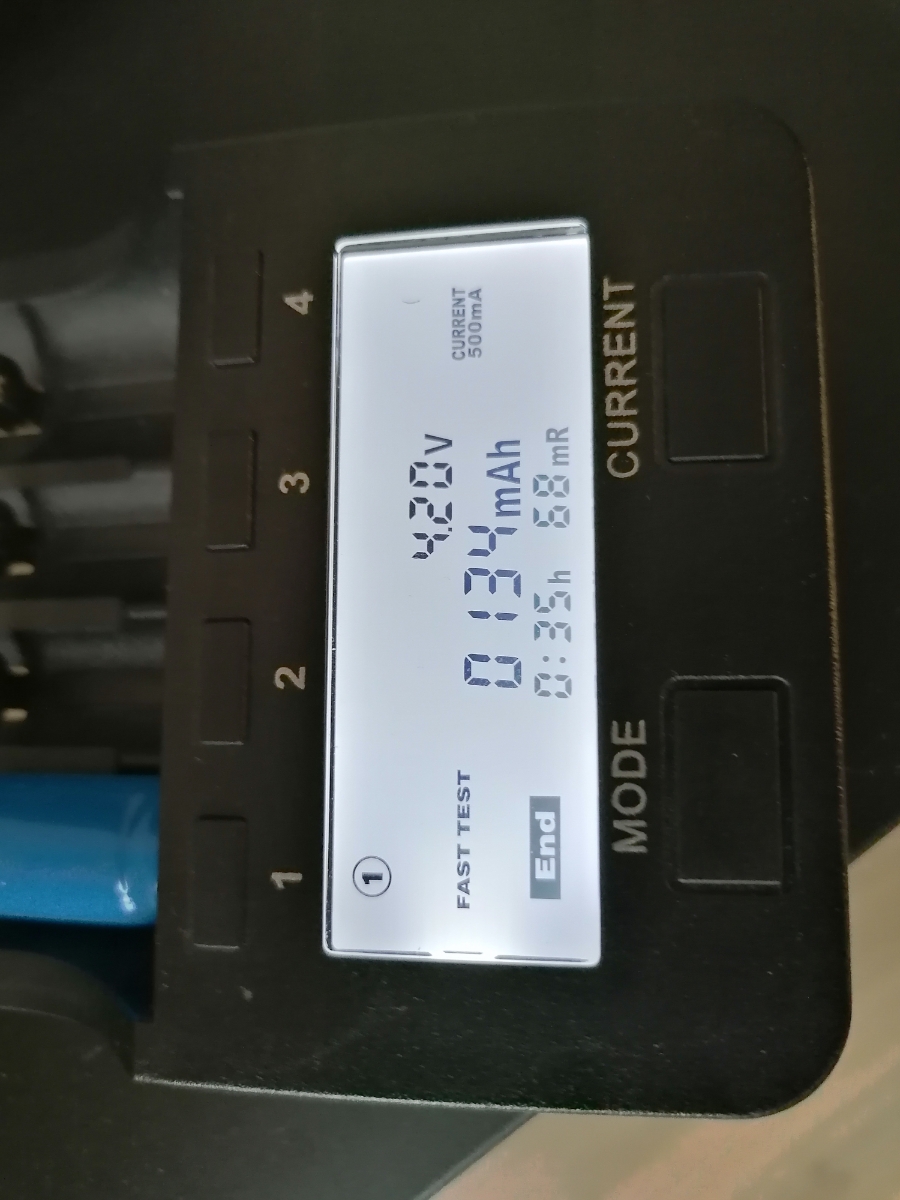 1 2 3 4
1
4.20V
FAST TEST
0134mAh
CURRENT
500mA
End
0:35h 68mR
MODE CURRENT